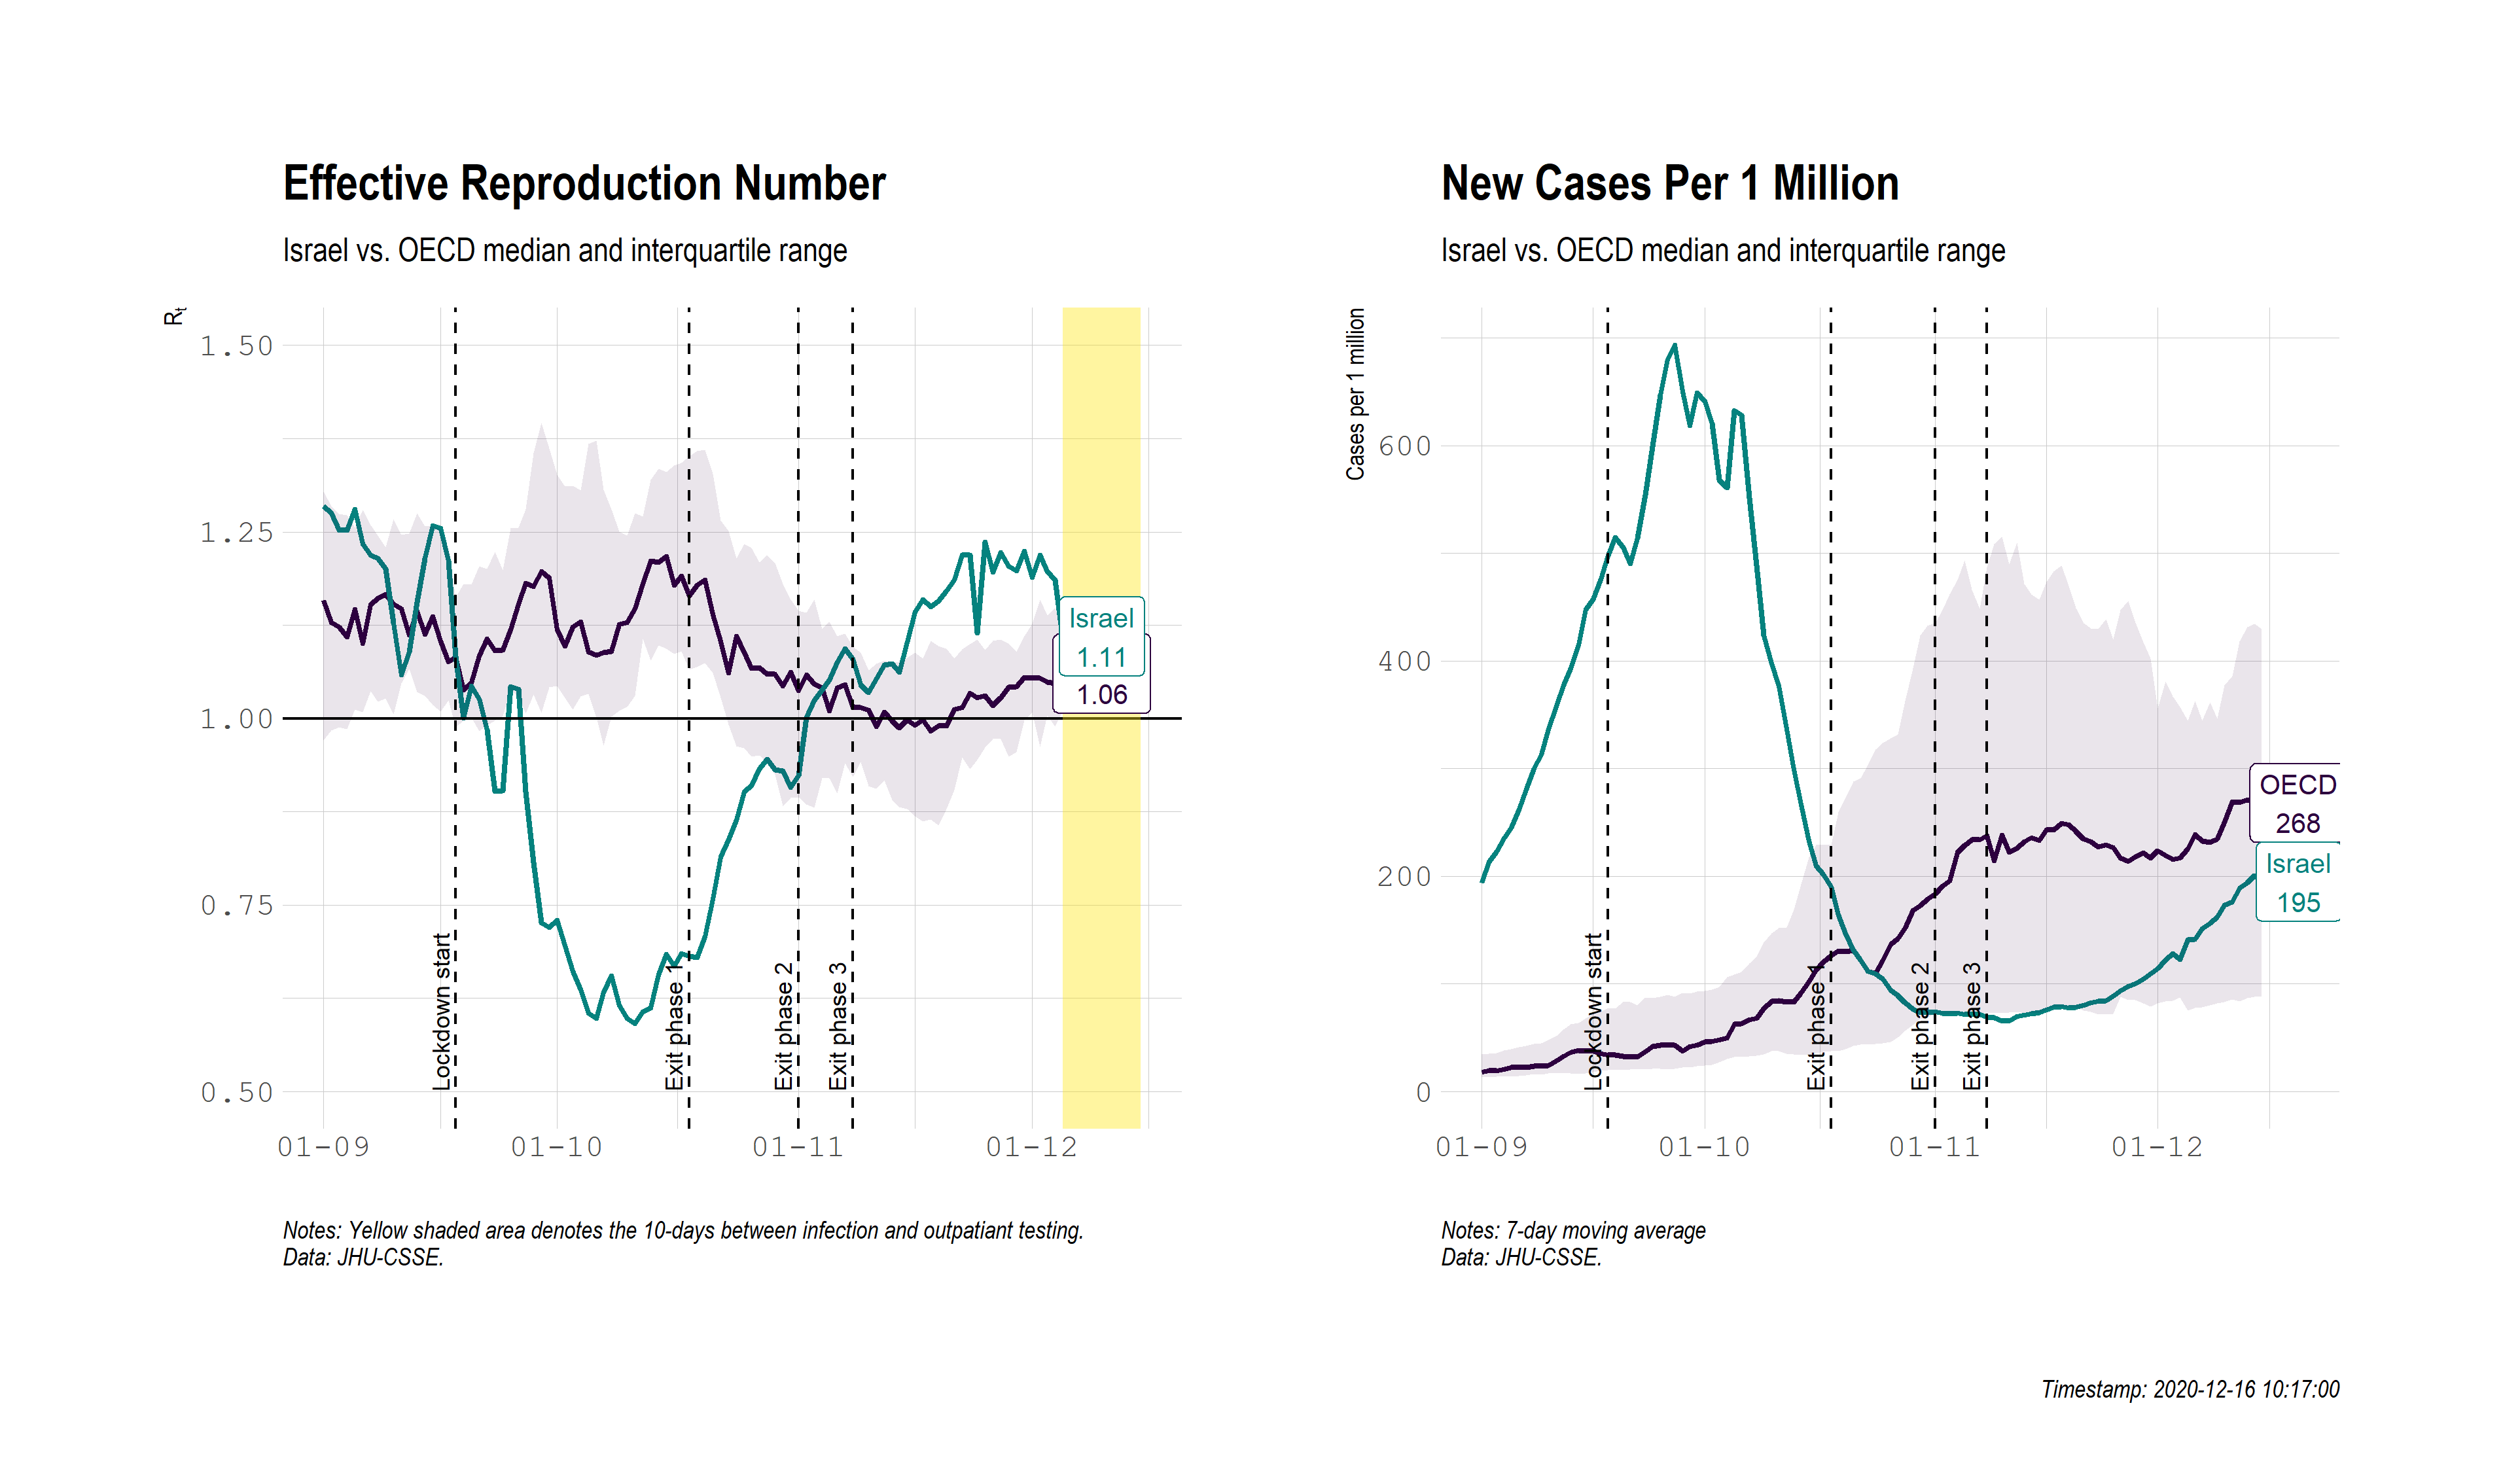 Effective Reproduction Number
Israel vs. OECD median and interquartile range
Rt
1.50
1.25
1.00
0.75
0.50
Lockdown start
Exit phase 1
Exit phase 2
Exit phase 3
Israel
1.11
1.06
01-09
01-10
01-11
01-12
Notes: Yellow shaded area denotes the 10-days between infection and outpatiant testing.
Data: JHU-CSSE.
New Cases Per 1 Million
Israel vs. OECD median and interquartile range
Cases per 1 million
600
400
200
0
Lockdown start
Exit phase 1
Exit phase 2
Exit phase 3
OECD
268
Israel
195
01-09
01-10
01-11
01-12
Notes: 7-day moving average
Data: JHU-CSSE.
Timestamp: 2020-12-16 10:17:00